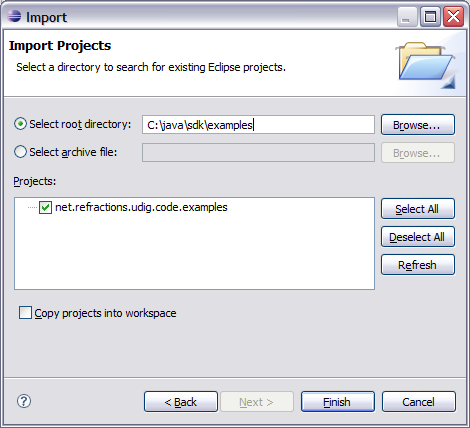 Import
Import Projects
Select a directory to search for existing Eclipse projects.
Select root directory: C:\java\sdk\examples Browse...
Select archive file: Browse...
Projects:
net.refractions.udig.code.examples
Select All
Deselect All
Refresh
Copy projects into workspace
? < Back Next > Finish Cancel